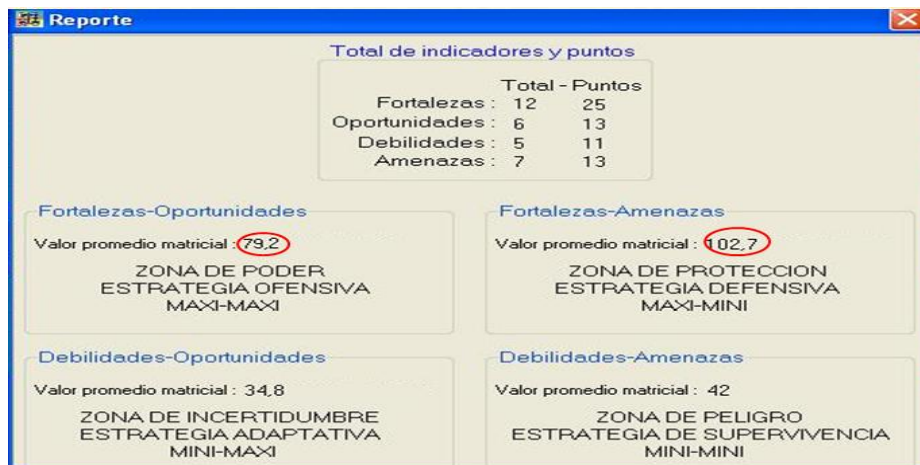 Reporte
Total de indicadores y puntos
Total - Puntos
Fortalezas : 12 25
Oportunidades : 6 13
Debilidades : 5 11
Amenazas : 7 13
Fortalezas-Oportunidades
Valor promedio matricial : 79,2
ZONA DE PODER
ESTRATEGIA OFENSIVA
MAXI-MAXI
Fortalezas-Amenazas
Valor promedio matricial : 102,7
ZONA DE PROTECCION
ESTRATEGIA DEFENSIVA
MAXI-MINI
Debilidades-Oportunidades
Valor promedio matricial : 34,8
ZONA DE INCERTIDUMBRE
ESTRATEGIA ADAPTATIVA
MINI-MAXI
Debilidades-Amenazas
Valor promedio matricial : 42
ZONA DE PELIGRO
ESTRATEGIA DE SUPERVIVENCIA
MINI-MINI